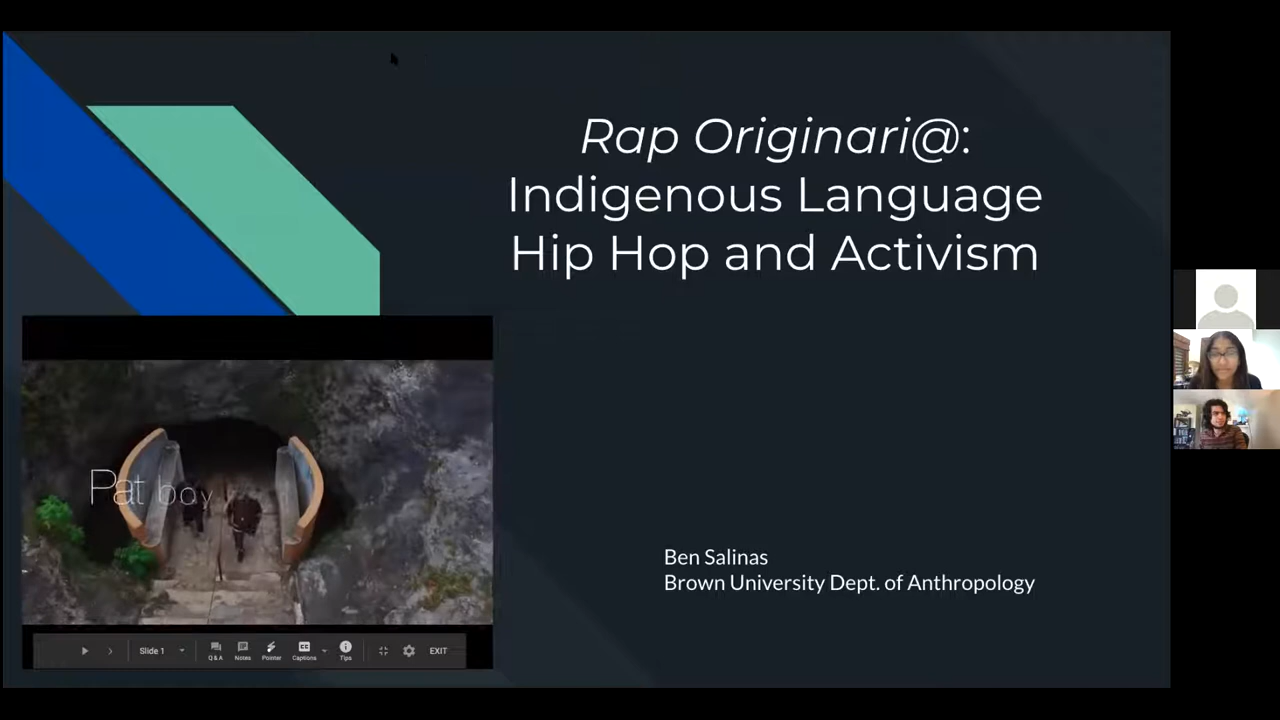 Rap Originari@:
Indigenous Language
Hip Hop and Activism
Pat boy
Ben Salinas
Brown University Dept. of Anthropology
Slide 1
Q & A
Notes
Pointer
CC
Captions
Tips
EXIT